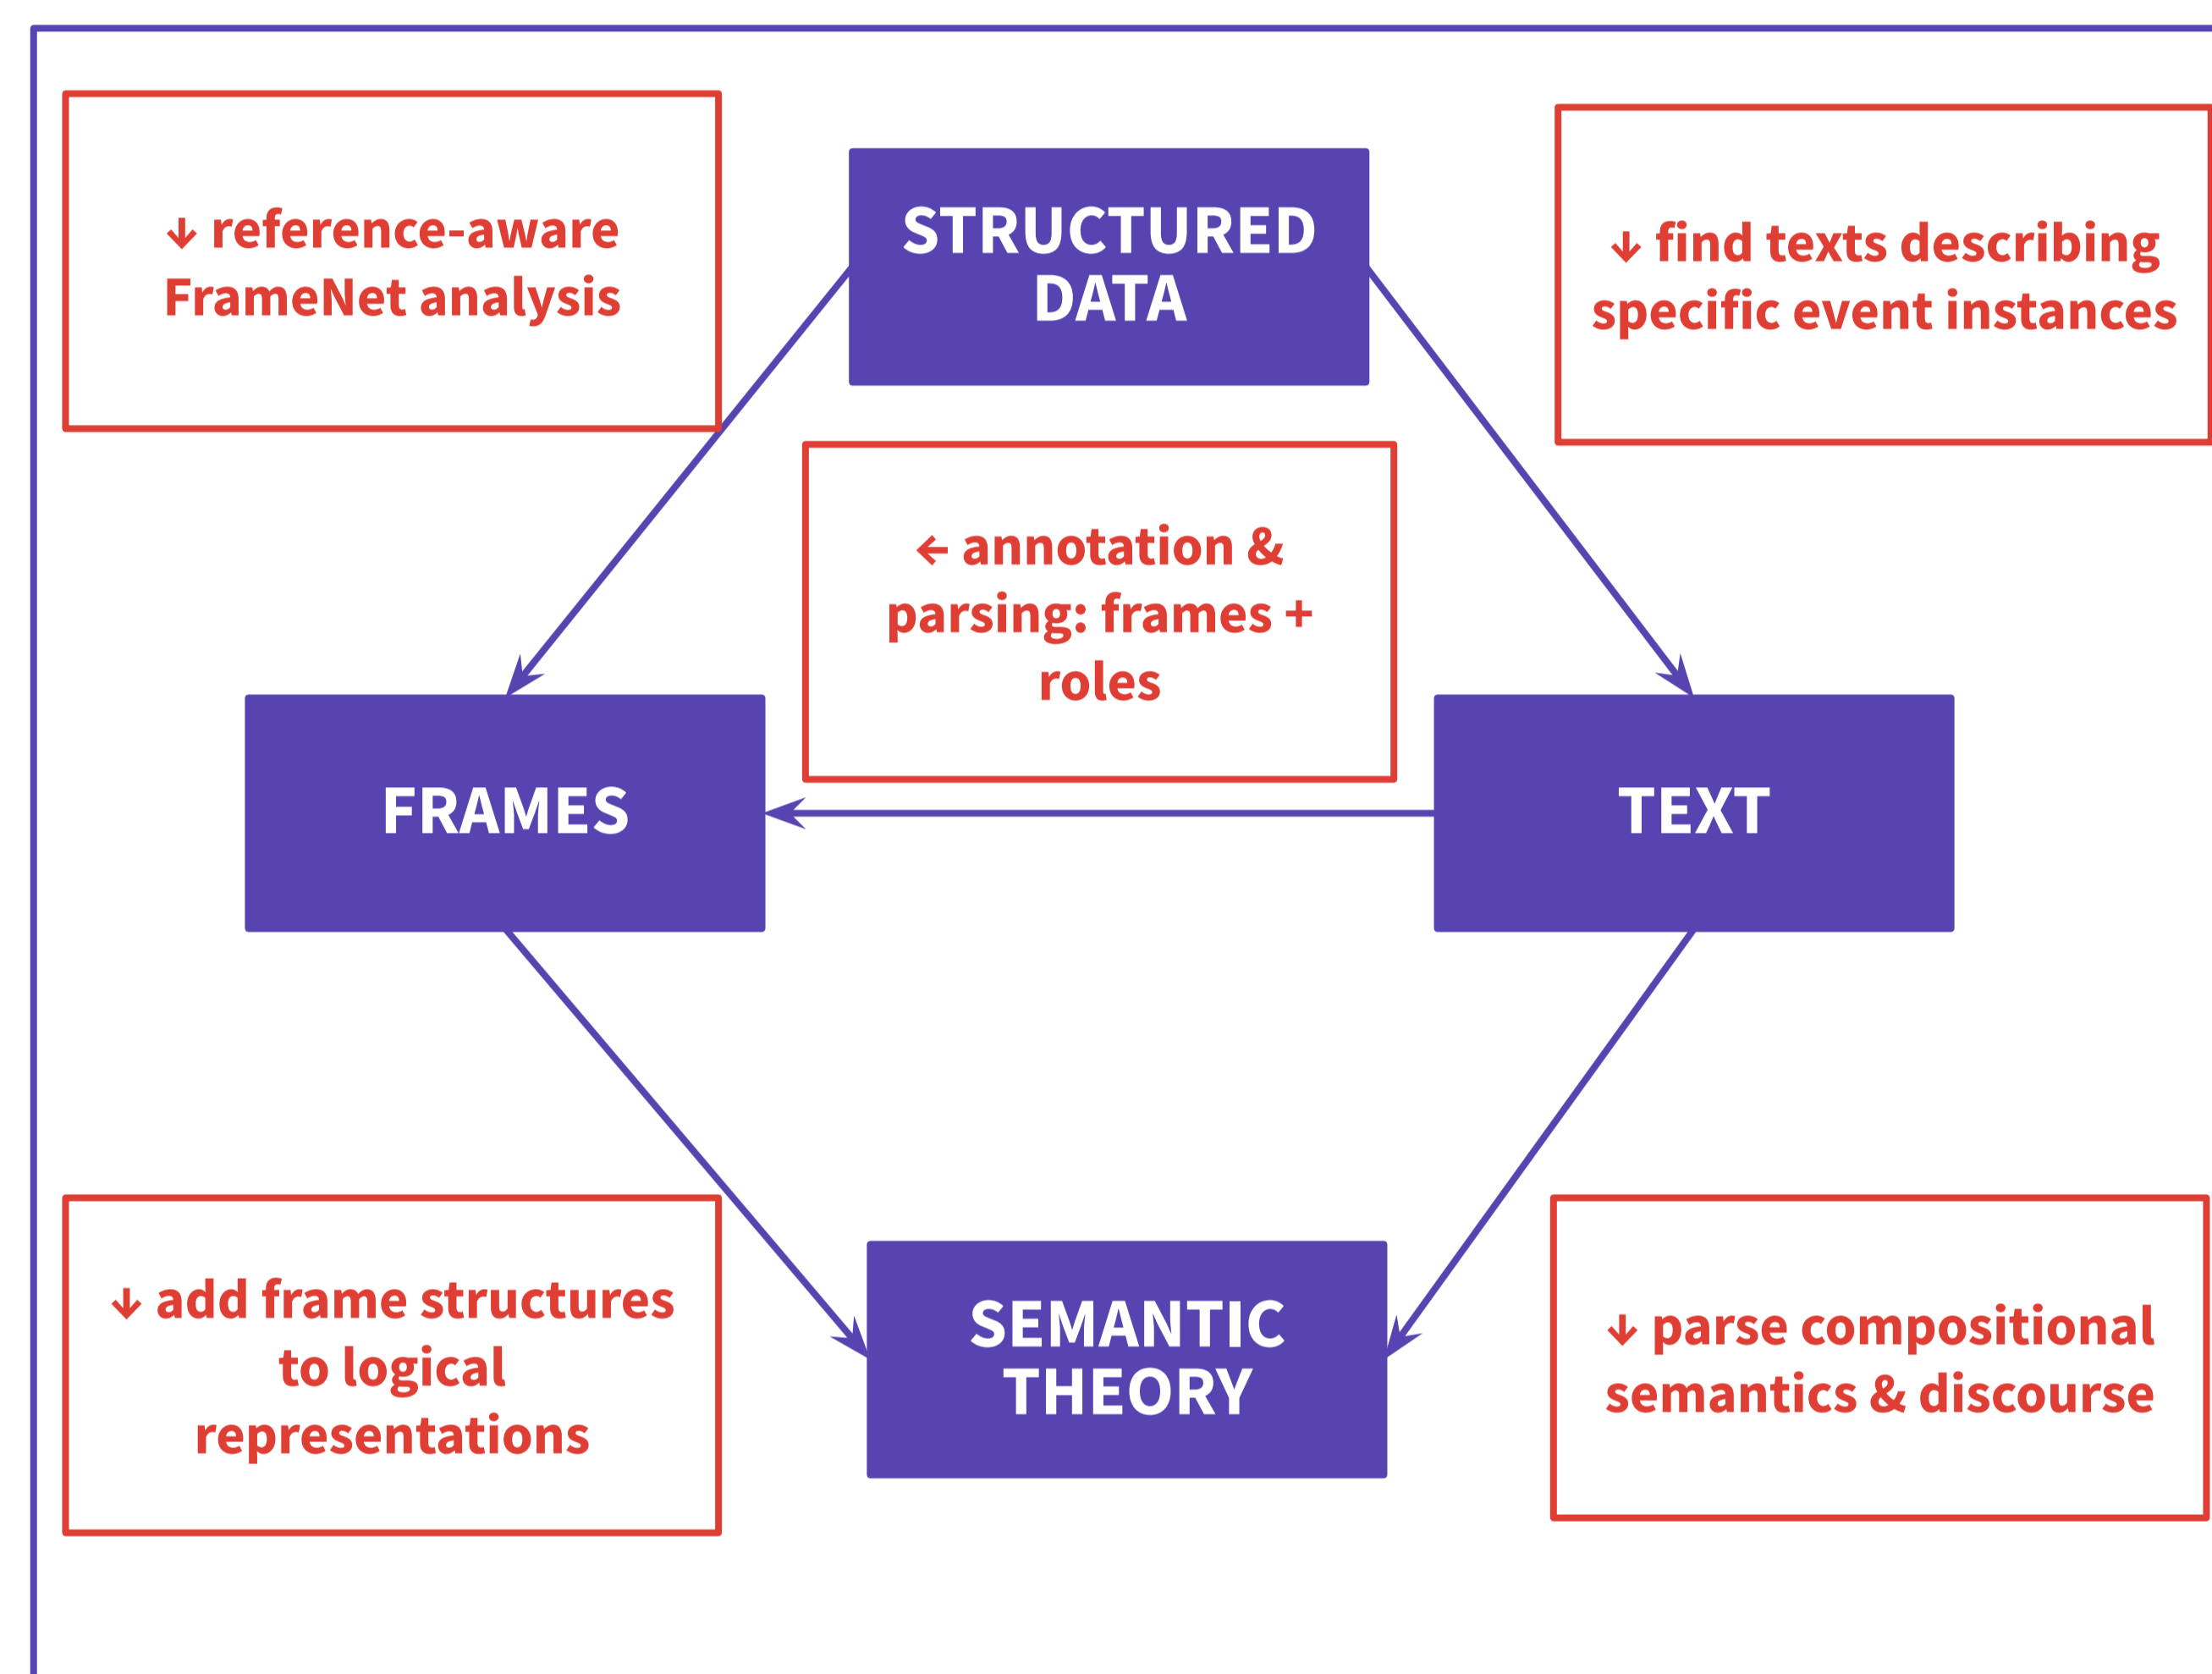 ↓ reference-aware
FrameNet analysis
STRUCTURED
DATA
↓ find texts describing
specific event instances
← annotation &
parsing: frames +
roles
FRAMES
TEXT
↓ add frame structures
to logical
representations
SEMANTIC
THEORY
↓ parse compositional
semantics & discourse